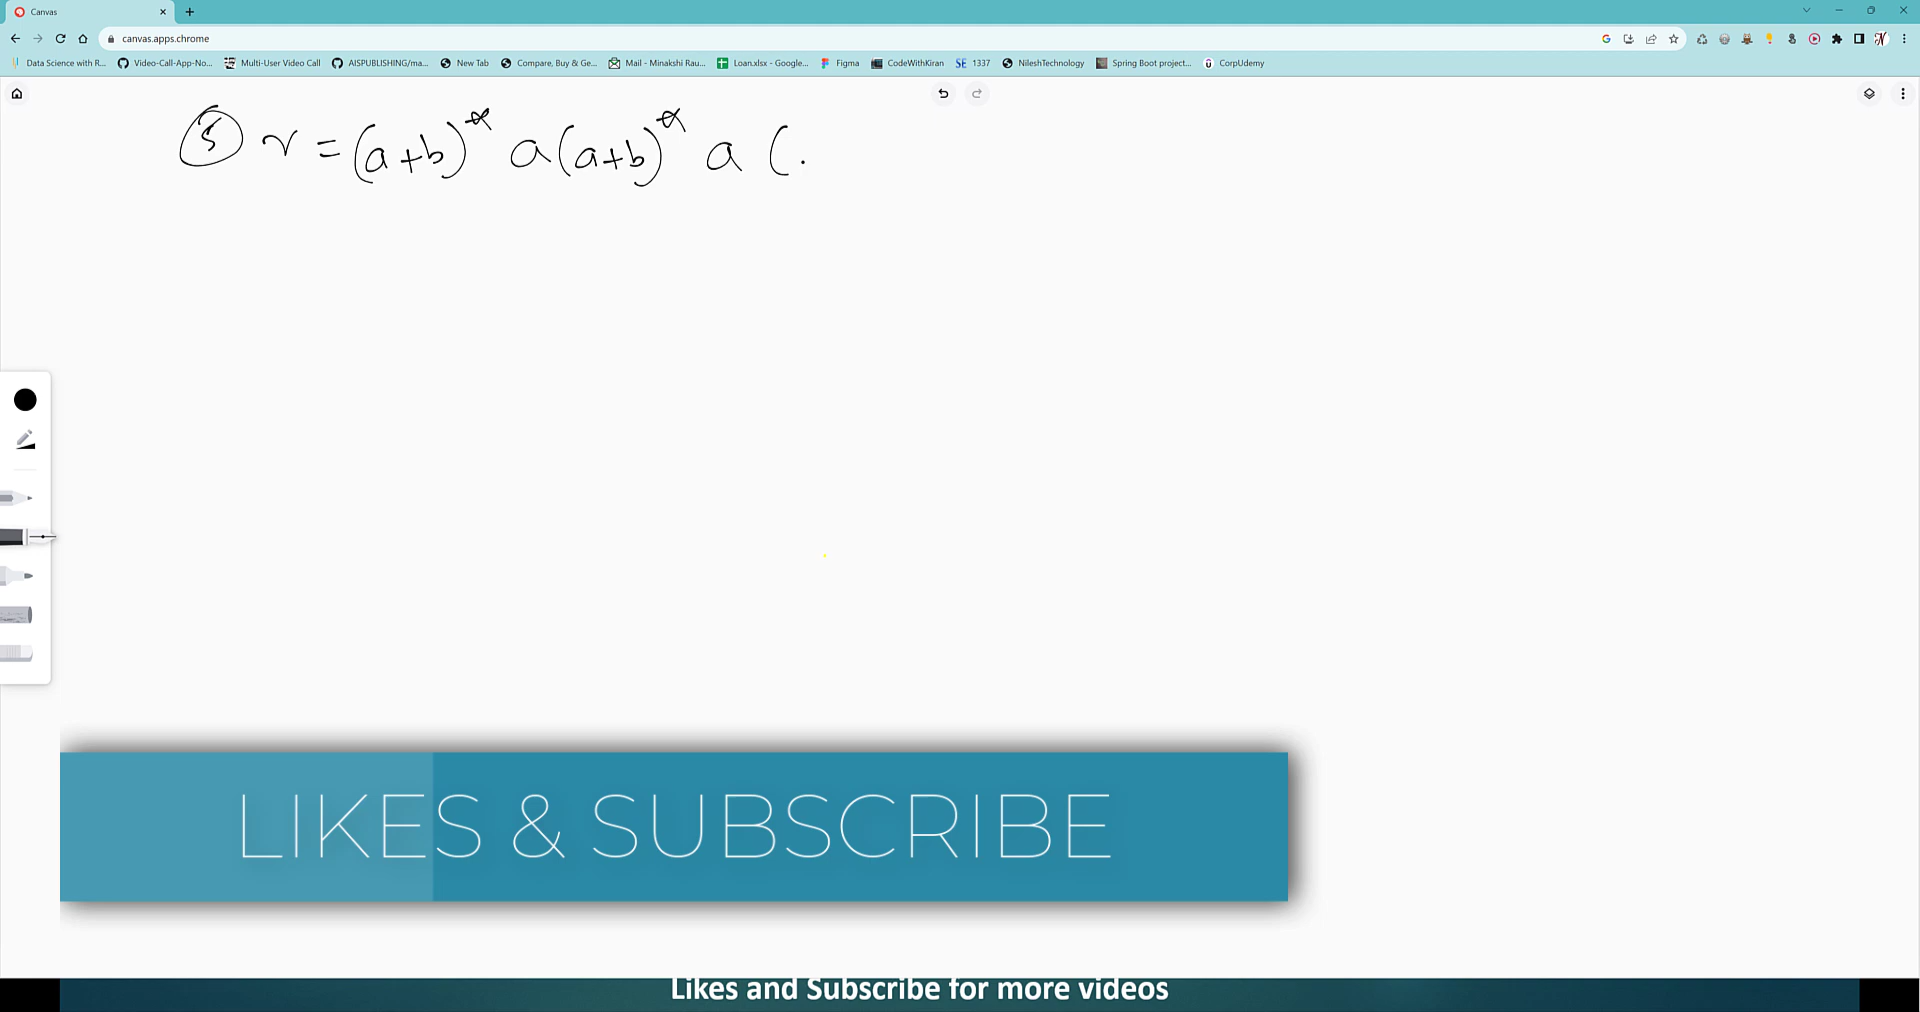 Canvas
canvas.apps.chrome
Data Science with R... Video-Call-App-No... Multi-User Video Call AISPUBLISHING/ma... New Tab Compare, Buy & Ge... Mail - Minakshi Rau... Loan.xlsx - Google... Figma CodeWithKiran SE 1337 NileshTechnology Spring Boot project... CorpUdemy
5 r = (a+b)* a(a+b)* a (.
LIKES & SUBSCRIBE
Likes and Subscribe for more videos